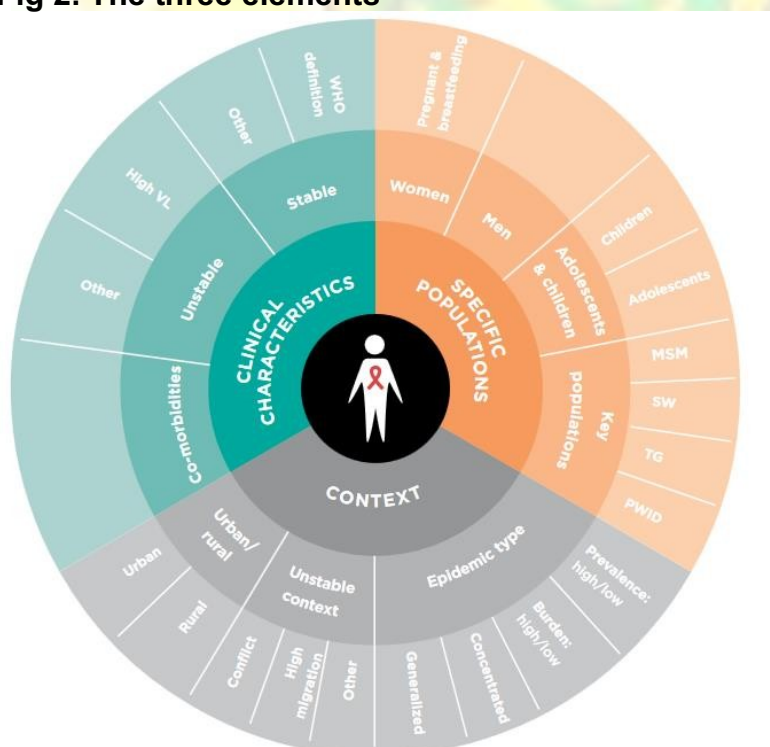 Fig 2. The three elements
WHO
definition
Other
Stable
High VL
Other
Unstable
Co-morbidities
CLINICAL
CHARACTERISTICS
Pregnant &
breastfeeding
Women
Men
Children
Adolescents
Adolescents
& children
MSM
SW
TG
PWID
Key
populations
SPECIFIC
POPULATIONS
CONTEXT
Urban/
rural
Urban
Rural
Unstable
context
Conflict
High
migration
Other
Epidemic type
Generalized
Concentrated
Burden:
high/low
Prevalence:
high/low